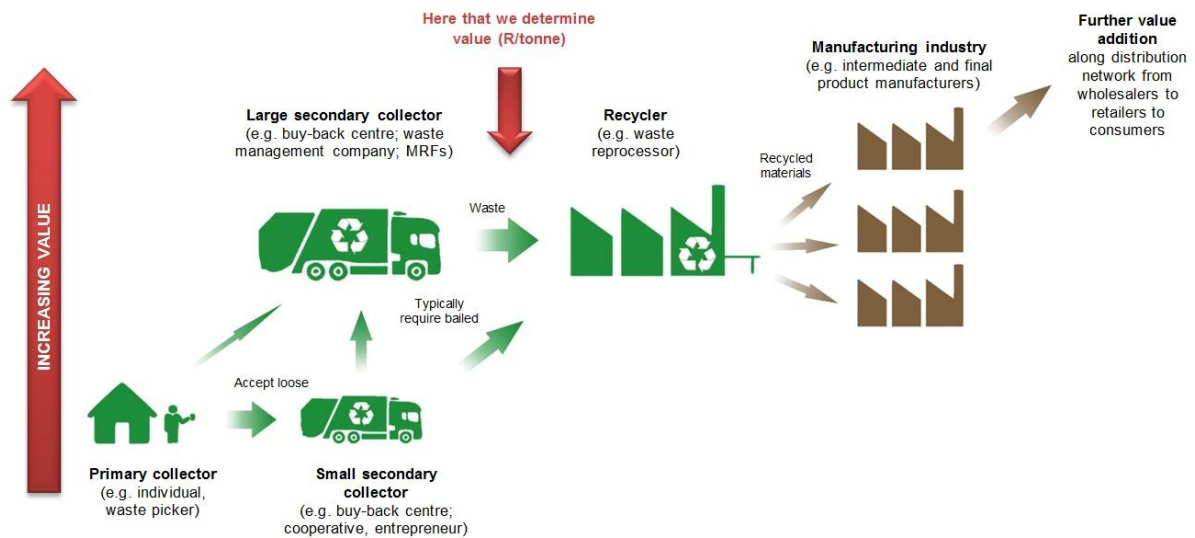 Here that we determine
value (R/tonne)
Further value
addition
along distribution
network from
wholesalers to
retailers to
consumers
Manufacturing industry
(e.g. intermediate and final
product manufacturers)
Large secondary collector
(e.g. buy-back centre; waste
management company; MRFs)
Recycler
(e.g. waste
reprocessor)
Recycled
materials
Waste
INCREASING VALUE
Typically
require bailed
Accept loose
Primary collector
(e.g. individual,
waste picker)
Small secondary
collector
(e.g. buy-back centre;
cooperative, entrepreneur)